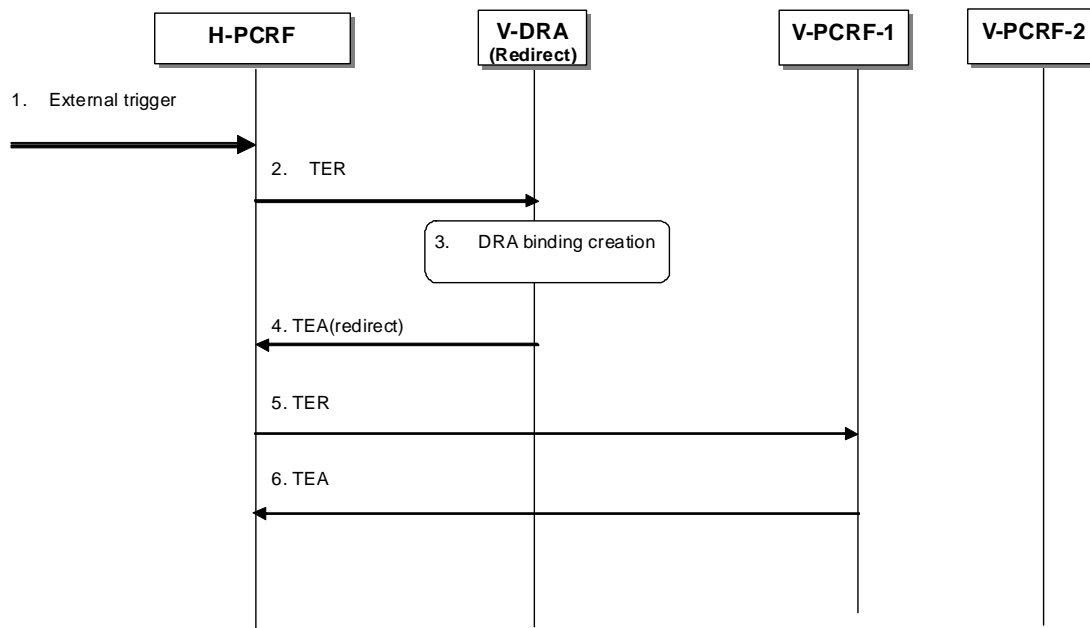 H-PCRF
V-DRA
(Redirect)
V-PCRF-1
V-PCRF-2
1. External trigger
2. TER
3. DRA binding creation
4. TEA(redirect)
5. TER
6. TEA